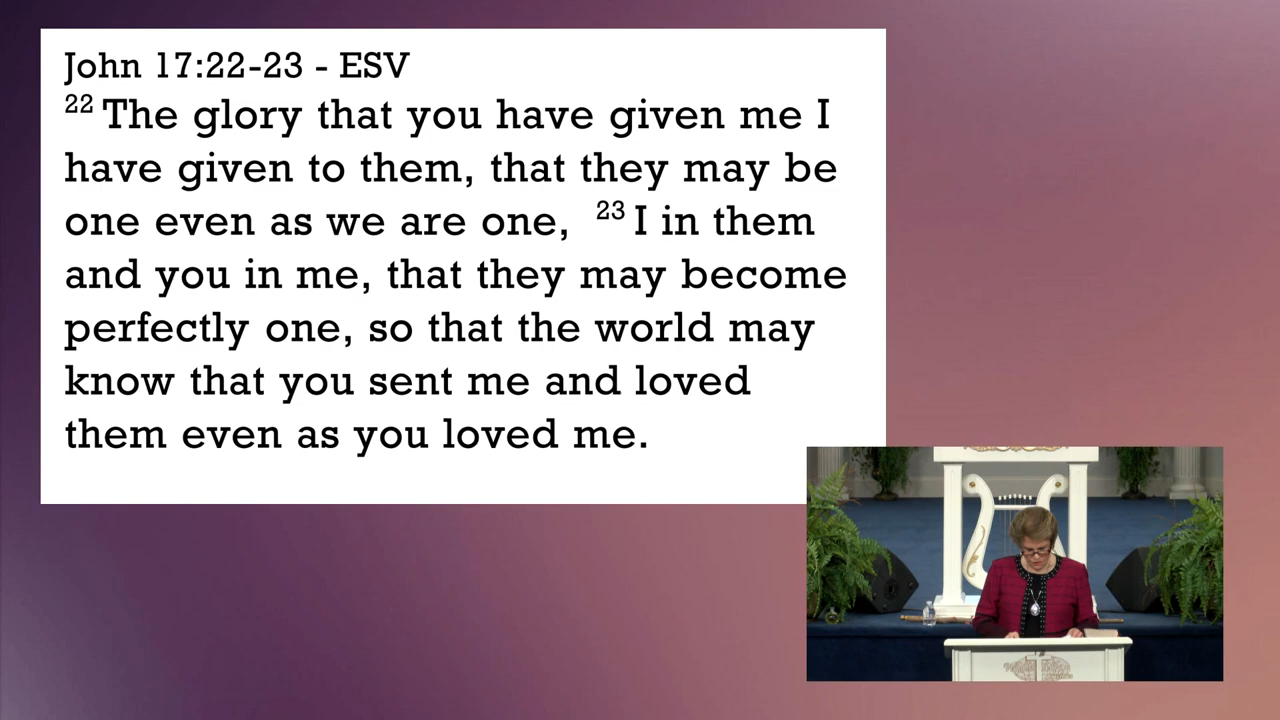 John 17:22-23 - ESV
22 The glory that you have given me I
have given to them, that they may be
one even as we are one, 23 I in them
and you in me, that they may become
perfectly one, so that the world may
know that you sent me and loved
them even as you loved me.